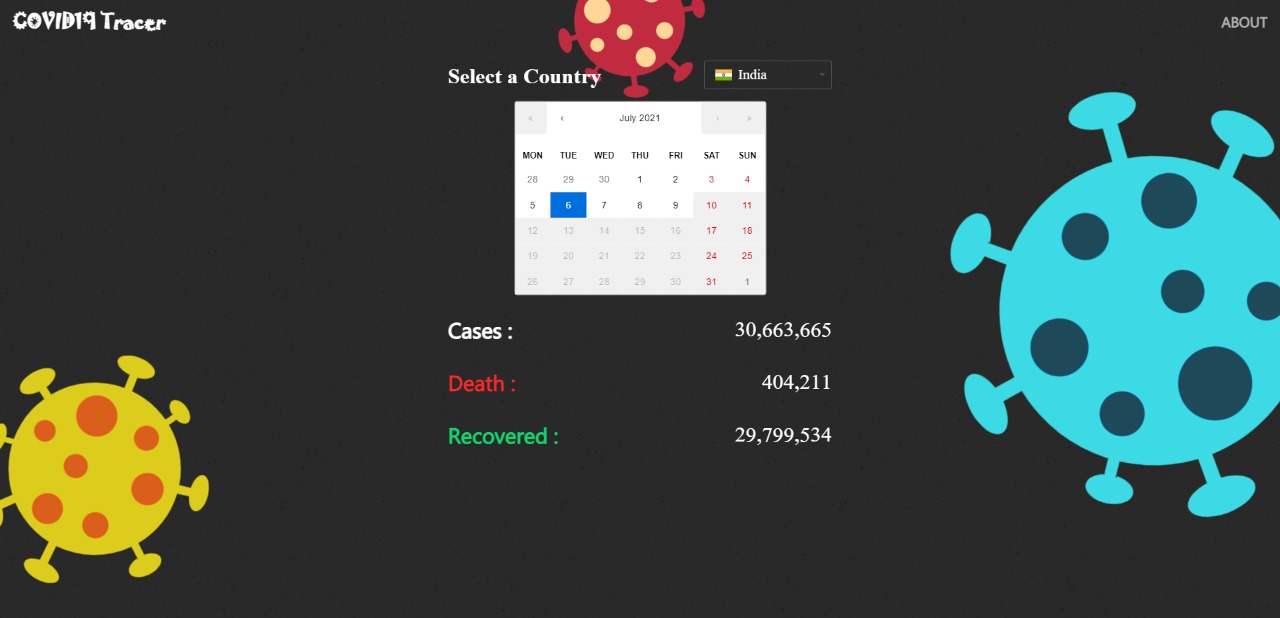 COVID19 Tracer
ABOUT
Select a Country
India
« ‹ July 2021 › »
MON TUE WED THU FRI SAT SUN
28 29 30 1 2 3 4
5 6 7 8 9 10 11
12 13 14 15 16 17 18
19 20 21 22 23 24 25
26 27 28 29 30 31 1
Cases : 30,663,665
Death : 404,211
Recovered : 29,799,534